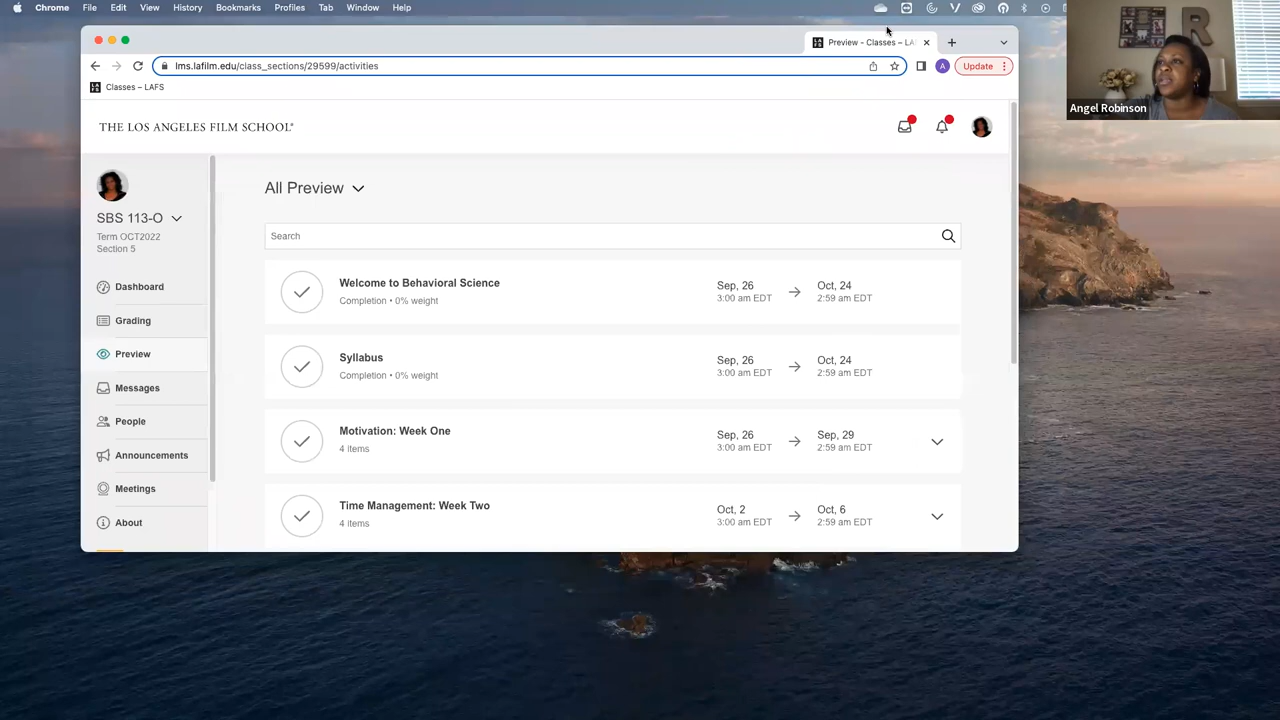 Chrome File Edit View History Bookmarks Profiles Tab Window Help
Preview - Classes – LA
lms.lafilm.edu/class_sections/29599/activities
A
Update
Classes – LAFS
R
Angel Robinson
THE LOS ANGELES FILM SCHOOL
SBS 113-O
Term OCT2022
Section 5
Dashboard
Grading
Preview
Messages
People
Announcements
Meetings
About
All Preview
Search
Welcome to Behavioral Science
Completion • 0% weight
Sep, 26
3:00 am EDT
Oct, 24
2:59 am EDT
Syllabus
Completion • 0% weight
Sep, 26
3:00 am EDT
Oct, 24
2:59 am EDT
Motivation: Week One
4 items
Sep, 26
3:00 am EDT
Sep, 29
2:59 am EDT
Time Management: Week Two
4 items
Oct, 2
3:00 am EDT
Oct, 6
2:59 am EDT